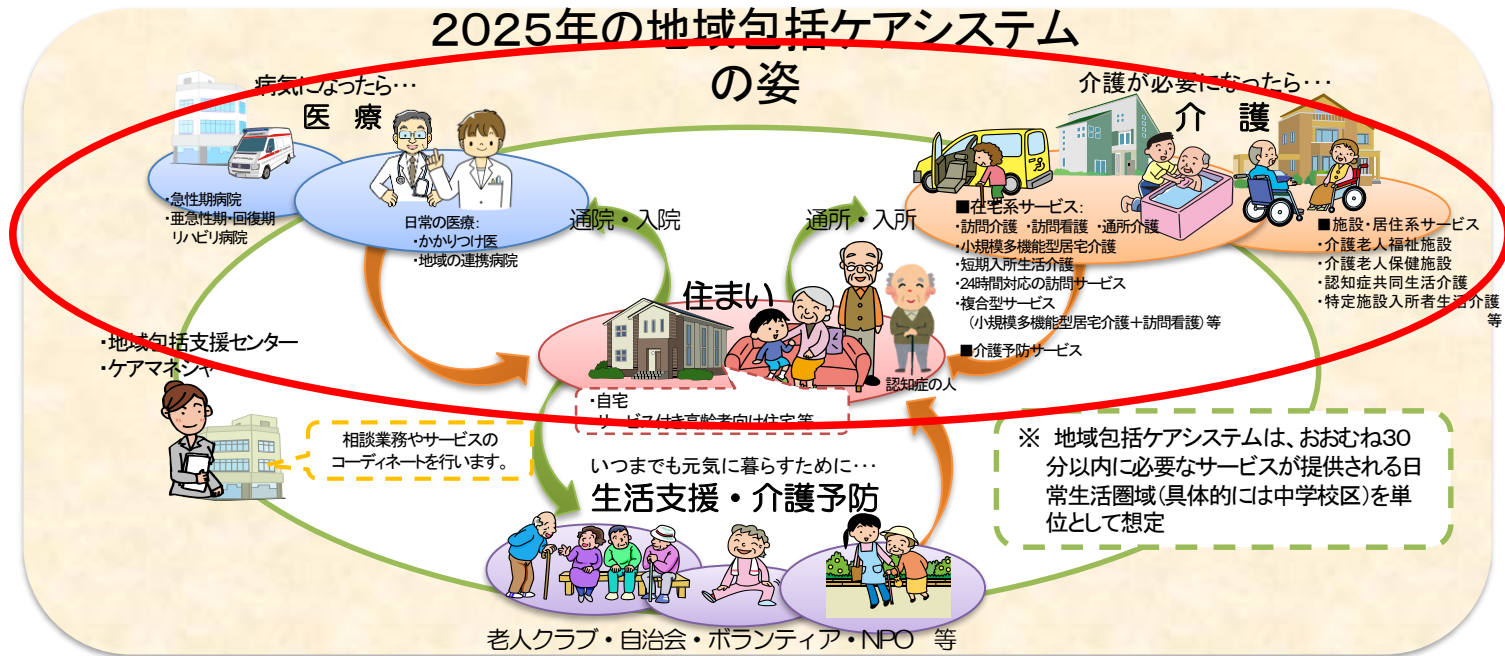 2025年の地域包括ケアシステム
の姿
病気になったら･･･
医 療
・急性期病院
・亜急性期・回復期
リハビリ病院
日常の医療:
・かかりつけ医
・地域の連携病院
通院・入院
通所・入所
介護が必要になったら･･･
介 護
■在宅系サービス:
・訪問介護 ・訪問看護 ・通所介護
・小規模多機能型居宅介護
・短期入所生活介護
・24時間対応の訪問サービス
・複合型サービス
(小規模多機能型居宅介護+訪問看護)等
■介護予防サービス
■施設・居住系サービス
・介護老人福祉施設
・介護老人保健施設
・認知症共同生活介護
・特定施設入所者生活介護
等
住まい
認知症の人
・自宅
サービス付き高齢者向け住宅等
・地域包括支援センター
・ケアマネジャ
相談業務やサービスの
コーディネートを行います。
いつまでも元気に暮らすために･･･
生活支援・介護予防
老人クラブ・自治会・ボランティア・NPO 等
※ 地域包括ケアシステムは、おおむね30
分以内に必要なサービスが提供される日
常生活圏域(具体的には中学校区)を単
位として想定